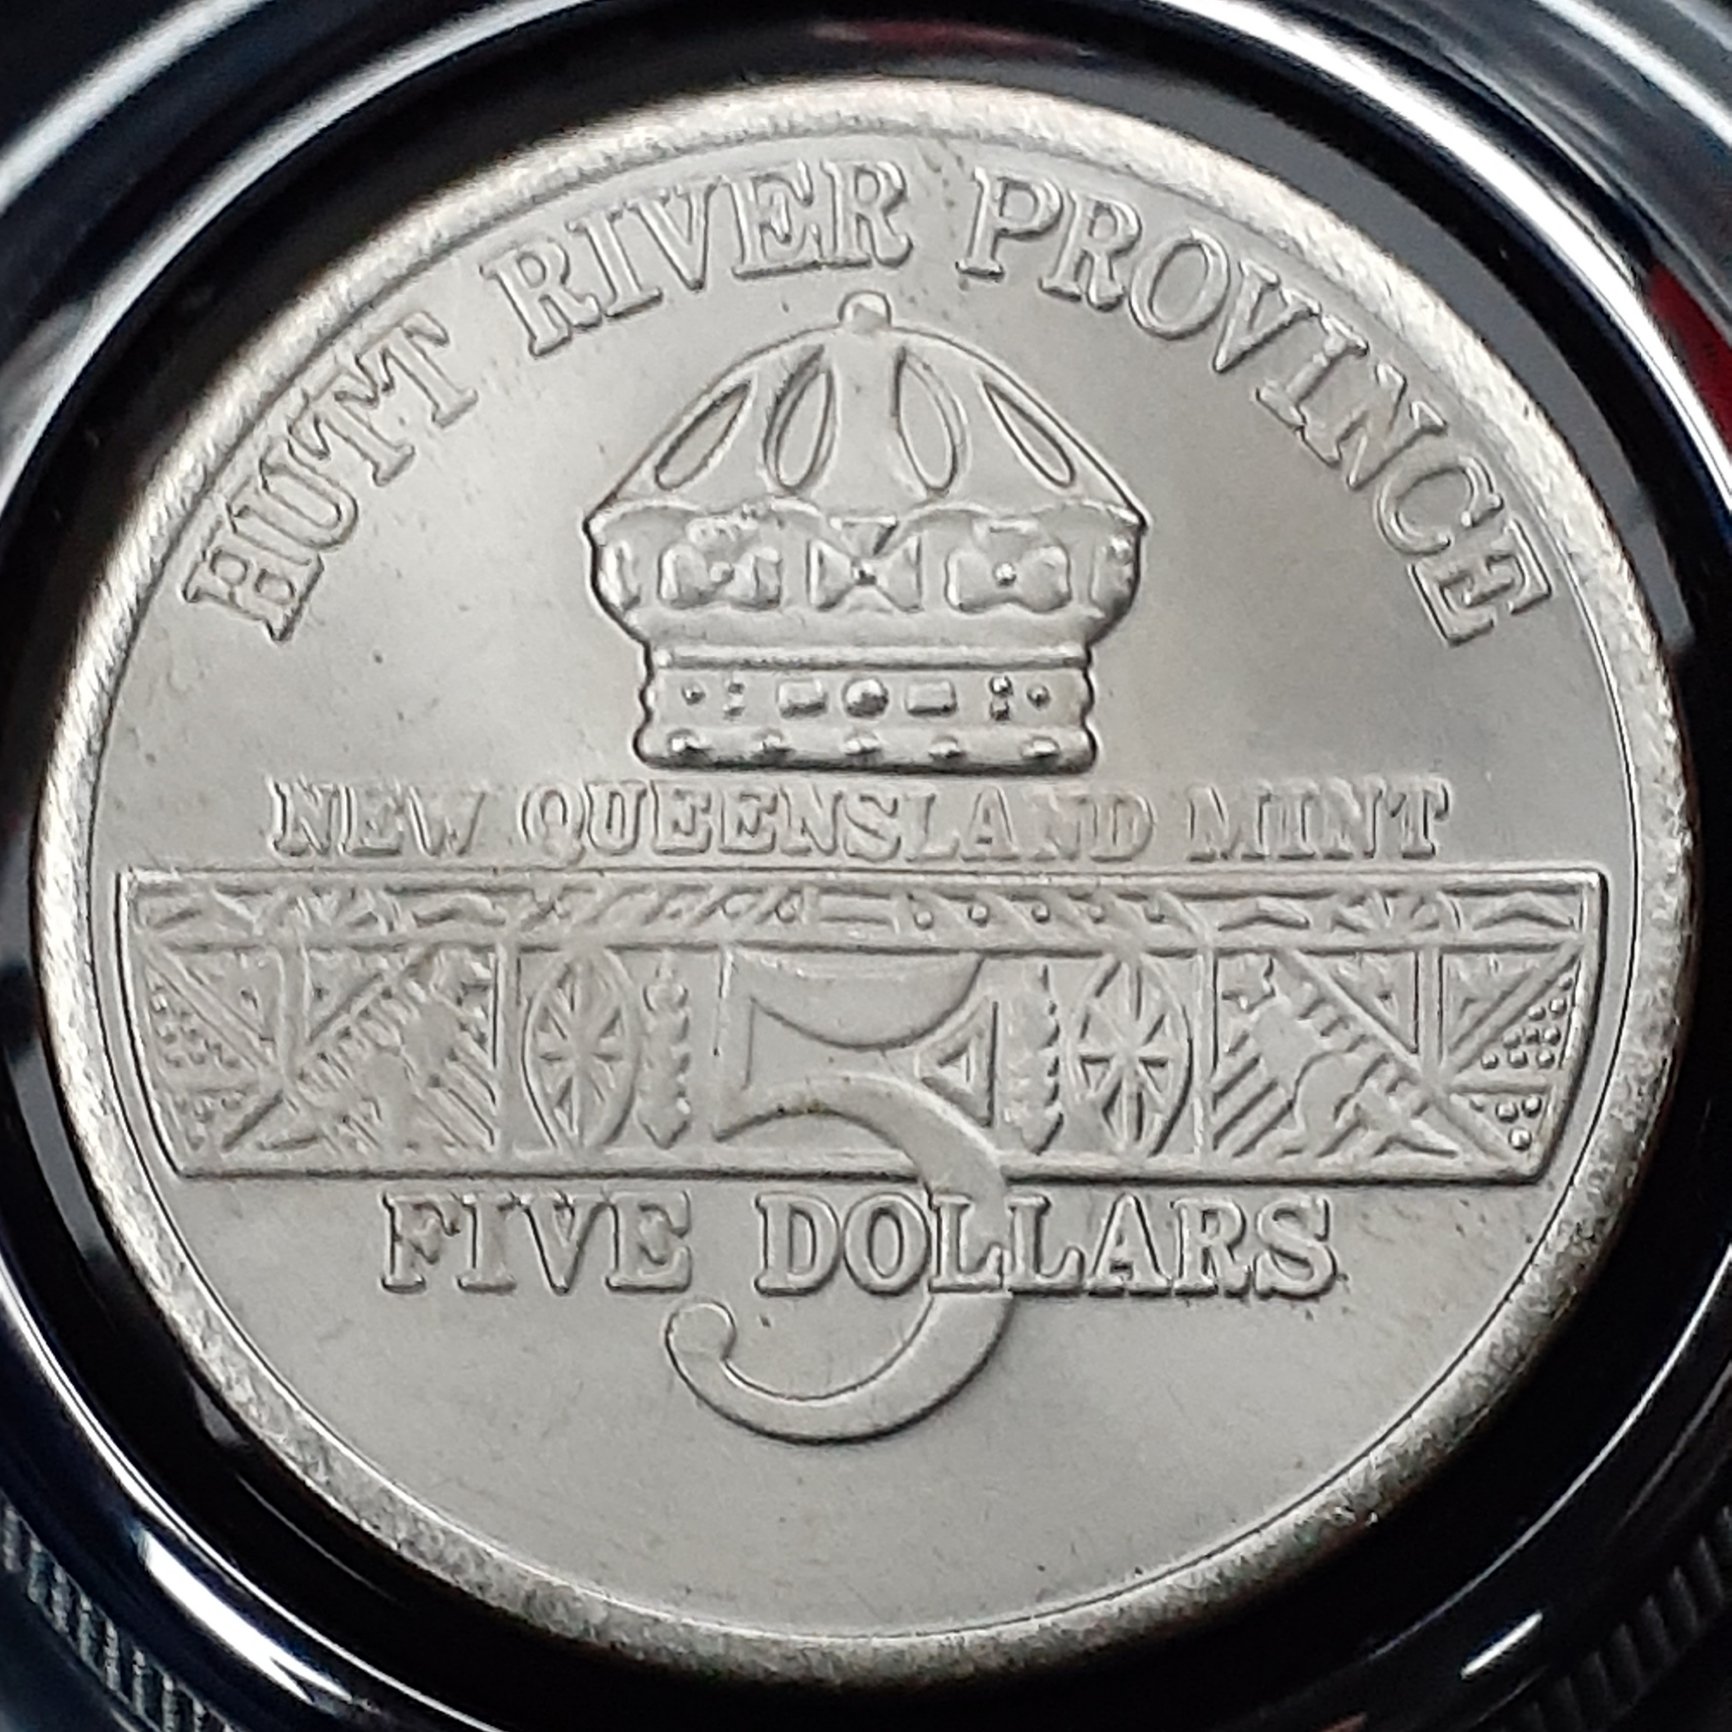 HUTT RIVER PROVINCE
NEW QUEENSLAND MINT
5
FIVE DOLLARS